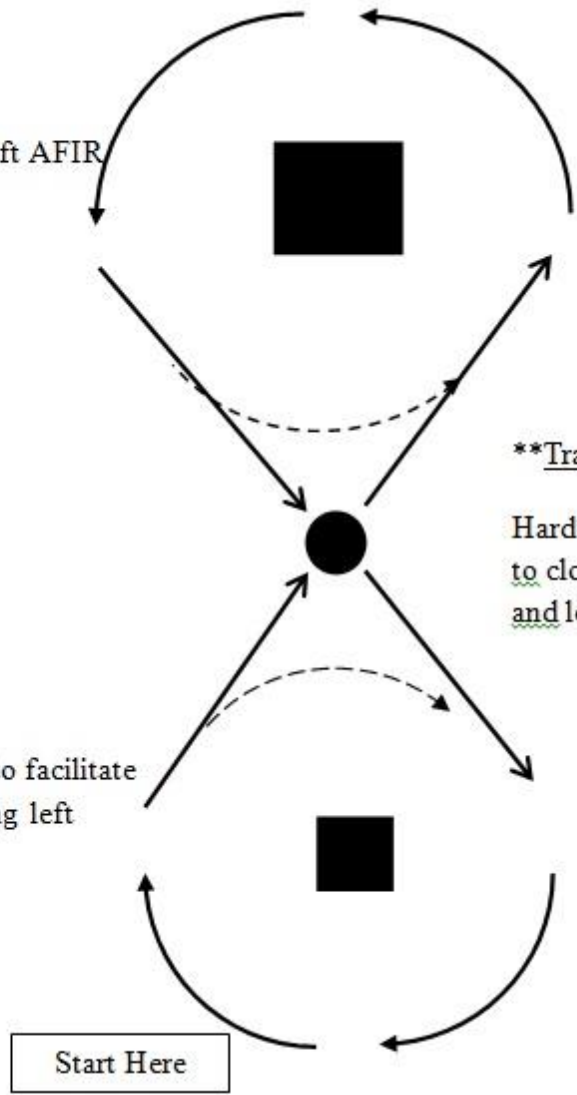 ft AFIR
**Tra
Hard
to clo
and le
o facilitate
g left
Start Here